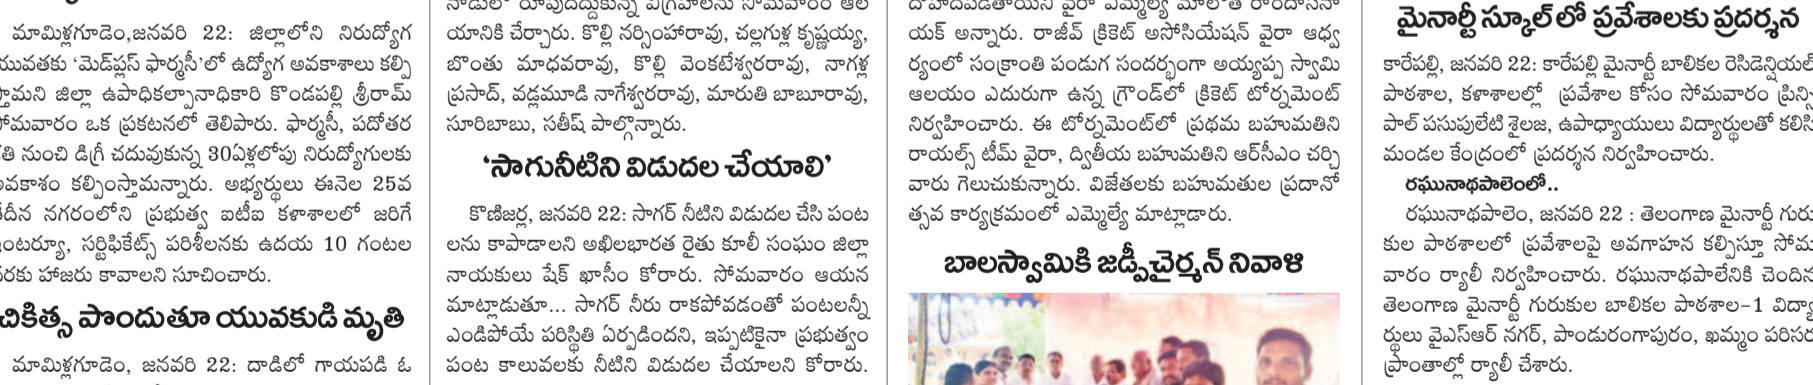 మామిళ్లగూడెం,జనవరి 22: జిల్లాలోని నిరుద్యోగ
యువతకు 'మెడ్‌ప్లస్ ఫార్మసీ'లో ఉద్యోగ అవకాశాలు కల్పి
స్తామని జిల్లా ఉపాధికల్పానాధికారి కొండపల్లి శ్రీరామ్
సోమవారం ఒక ప్రకటనలో తెలిపారు. ఫార్మసీ, పదోతర
గతి నుంచి డిగ్రీ చదువుకున్న 30ఏళ్లలోపు నిరుద్యోగులకు
అవకాశం కల్పింస్తామన్నారు. అభ్యర్థులు ఈనెల 25వ
తేదీన నగరంలోని ప్రభుత్వ ఐటీఐ కళాశాలలో జరిగే
ఇంటర్వ్యూ, సర్టిఫికేట్స్ పరిశీలనకు ఉదయ 10 గంటల
వరకు హాజరు కావాలని సూచించారు.
చికిత్స పొందుతూ యువకుడి మృతి
మామిళ్లగూడెం, జనవరి 22: దాడిలో గాయపడి ఓ
నాడులో రూపుదిద్దుకున్న విగ్రహాలను సోమవారం ఆల
యానికి చేర్చారు. కొల్లి నర్సింహారావు, చల్లగుళ్ల కృష్ణయ్య,
బొంతు మాధవరావు, కొల్లి వెంకటేశ్వరరావు, నాగళ్ల
ప్రసాద్, వడ్లమూడి నాగేశ్వరరావు, మారుతి బాబూరావు,
సూరిబాబు, సతీష్ పాల్గొన్నారు.
'సాగునీటిని విడుదల చేయాలి'
కొణిజర్ల, జనవరి 22: సాగర్ నీటిని విడుదల చేసి పంట
లను కాపాడాలని అఖిలభారత రైతు కూలీ సంఘం జిల్లా
నాయకులు షేక్ ఖాసీం కోరారు. సోమవారం ఆయన
మాట్లాడుతూ... సాగర్ నీరు రాకపోవడంతో పంటలన్నీ
ఎండిపోయే పరిస్థితి ఏర్పడిందని, ఇప్పటికైనా ప్రభుత్వం
పంట కాలువలకు నీటిని విడుదల చేయాలని కోరారు.
దోహదపడతాయని వైరా ఎమ్మెల్యే మాలోతు రాందాస్‌నా
యక్ అన్నారు. రాజీవ్ క్రికెట్ అసోసియేషన్ వైరా ఆధ్వ
ర్యంలో సంక్రాంతి పండుగ సందర్భంగా అయ్యప్ప స్వామి
ఆలయం ఎదురుగా ఉన్న గ్రౌండ్‌లో క్రికెట్ టోర్నమెంట్
నిర్వహించారు. ఈ టోర్నమెంట్‌లో ప్రథమ బహుమతిని
రాయల్స్ టీమ్ వైరా, ద్వితీయ బహుమతిని ఆర్‌సీఎం చర్చి
వారు గెలుచుకున్నారు. విజేతలకు బహుమతుల ప్రదానో
త్సవ కార్యక్రమంలో ఎమ్మెల్యే మాట్లాడారు.
బాలస్వామికి జడ్పీచైర్మన్ నివాళి
మైనార్టీ స్కూల్‌లో ప్రవేశాలకు ప్రదర్శన
కారేపల్లి, జనవరి 22: కారేపల్లి మైనార్టీ బాలికల రెసిడెన్షియల్
పాఠశాల, కళాశాలల్లో ప్రవేశాల కోసం సోమవారం ప్రిన్సి
పాల్ పసుపులేటి శైలజ, ఉపాధ్యాయులు విద్యార్థులతో కలిసి
మండల కేంద్రంలో ప్రదర్శన నిర్వహించారు.
రఘునాథపాలెంలో..
రఘునాథపాలెం, జనవరి 22 : తెలంగాణ మైనార్టీ గురు
కుల పాఠశాలలో ప్రవేశాలపై అవగాహన కల్పిస్తూ సోమ
వారం ర్యాలీ నిర్వహించారు. రఘునాథపాలేనికి చెందిన
తెలంగాణ మైనార్టీ గురుకుల బాలికల పాఠశాల-1 విద్యా
ర్థులు వైఎస్ఆర్ నగర్, పాండురంగాపురం, ఖమ్మం పరిసర
ప్రాంతాల్లో ర్యాలీ చేశారు.